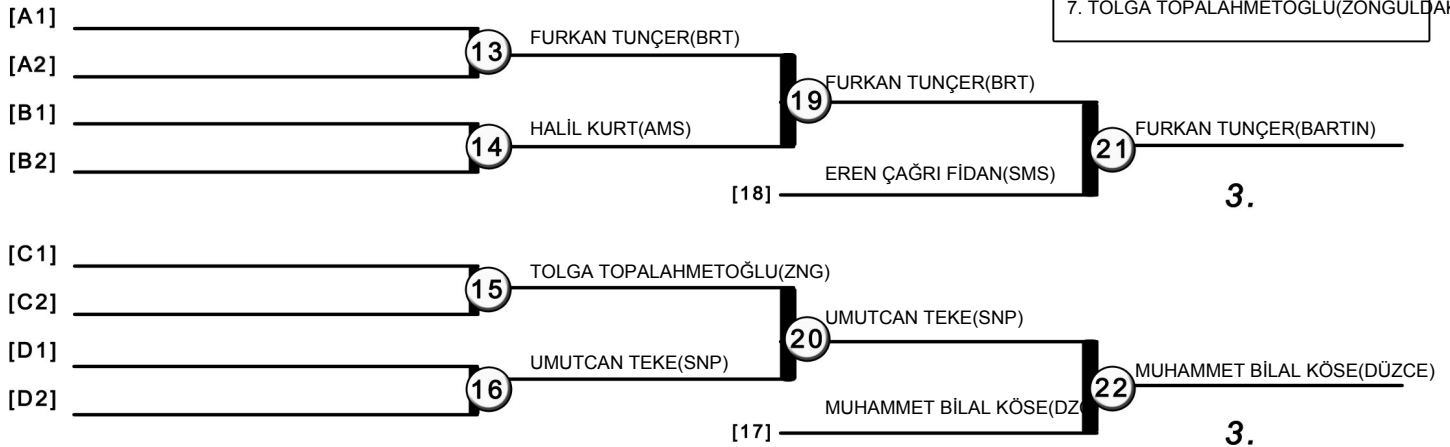 7. TOLGA TOPALAHMETOĞLU(ZONGULDAK
[A1]
13
FURKAN TUNÇER(BRT)
[A2]
19
FURKAN TUNÇER(BRT)
[B1]
14
HALİL KURT(AMS)
[B2]
21
FURKAN TUNÇER(BARTIN)
EREN ÇAĞRI FİDAN(SMS)
[18]
3.
[C1]
15
TOLGA TOPALAHMETOĞLU(ZNG)
[C2]
20
UMUTCAN TEKE(SNP)
[D1]
16
UMUTCAN TEKE(SNP)
[D2]
22
MUHAMMET BİLAL KÖSE(DÜZCE)
MUHAMMET BİLAL KÖSE(DZ
[17]
3.